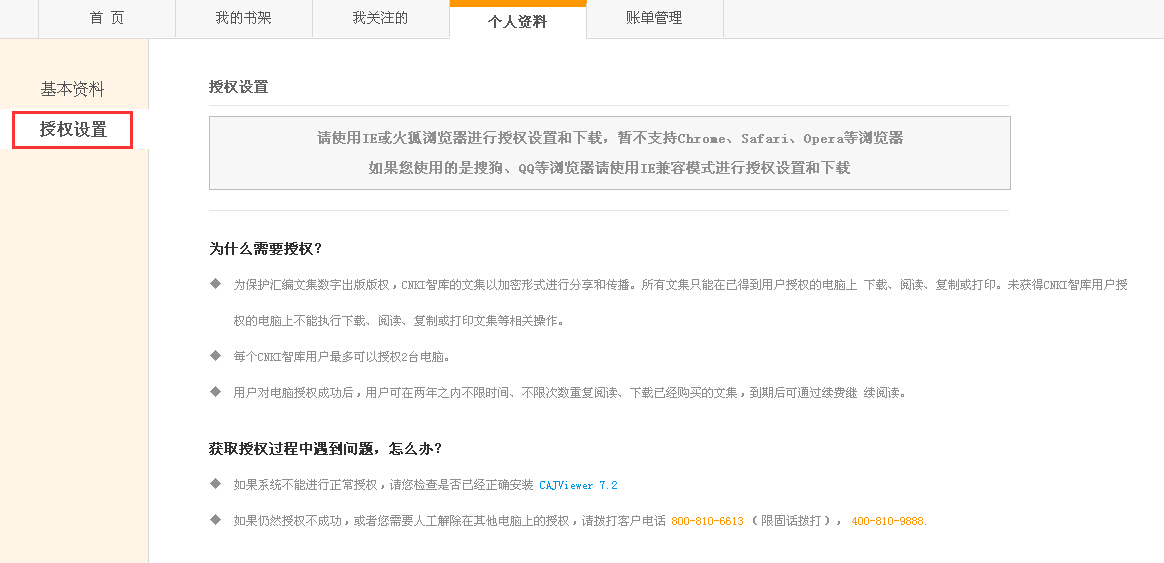 首 页
我的书架
我关注的
个人资料
账单管理
基本资料
授权设置
授权设置
请使用IE或火狐浏览器进行授权设置和下载，暂不支持Chrome、Safari、Opera等浏览器
如果您使用的是搜狗、QQ等浏览器请使用IE兼容模式进行授权设置和下载
为什么需要授权？
◆ 为保护汇编文集数字出版版权，CNKI智库的文集以加密形式进行分享和传播。所有文集只能在已得到用户授权的电脑上 下载、阅读、复制或打印。未获得CNKI智库用户授
权的电脑上不能执行下载、阅读、复制或打印文集等相关操作。
◆ 每个CNKI智库用户最多可以授权2台电脑。
◆ 用户对电脑授权成功后，用户可在两年之内不限时间、不限次数重复阅读、下载已经购买的文集，到期后可通过续费继 续阅读。
获取授权过程中遇到问题，怎么办？
◆ 如果系统不能进行正常授权，请您检查是否已经正确安装 CAJViewer 7.2
◆ 如果仍然授权不成功，或者您需要人工解除在其他电脑上的授权，请拨打客户电话 800-810-6613 （限固话拨打）， 400-810-9888.